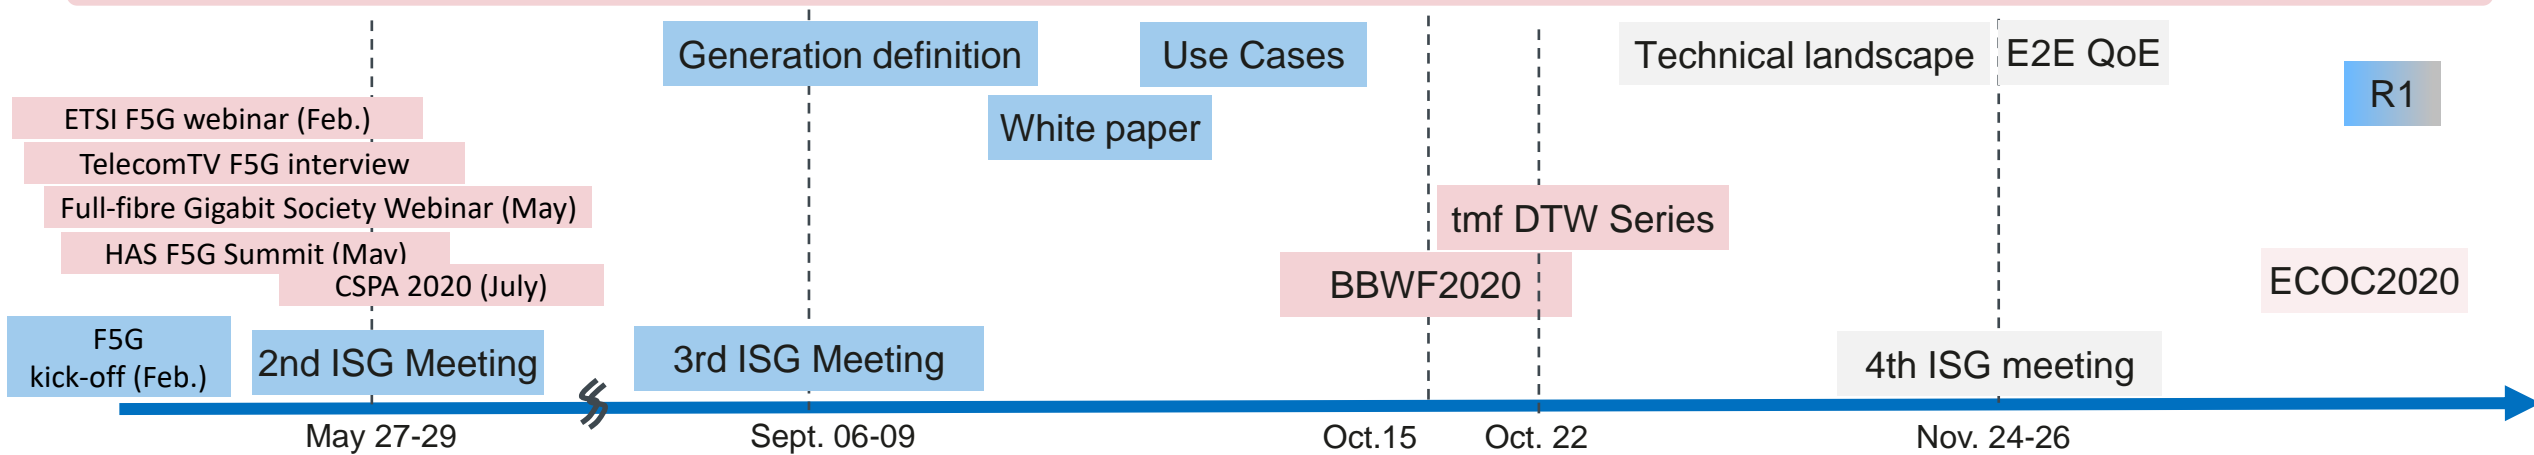 Generation definition
Use Cases
Technical landscape
E2E QoE
R1
White paper
ETSI F5G webinar (Feb.)
TelecomTV F5G interview
Full-fibre Gigabit Society Webinar (May)
HAS F5G Summit (May)
CSPA 2020 (July)
tmf DTW Series
BBWF2020
ECOC2020
F5G
kick-off (Feb.)
2nd ISG Meeting
3rd ISG Meeting
4th ISG meeting
May 27-29
Sept. 06-09
Oct.15
Oct. 22
Nov. 24-26